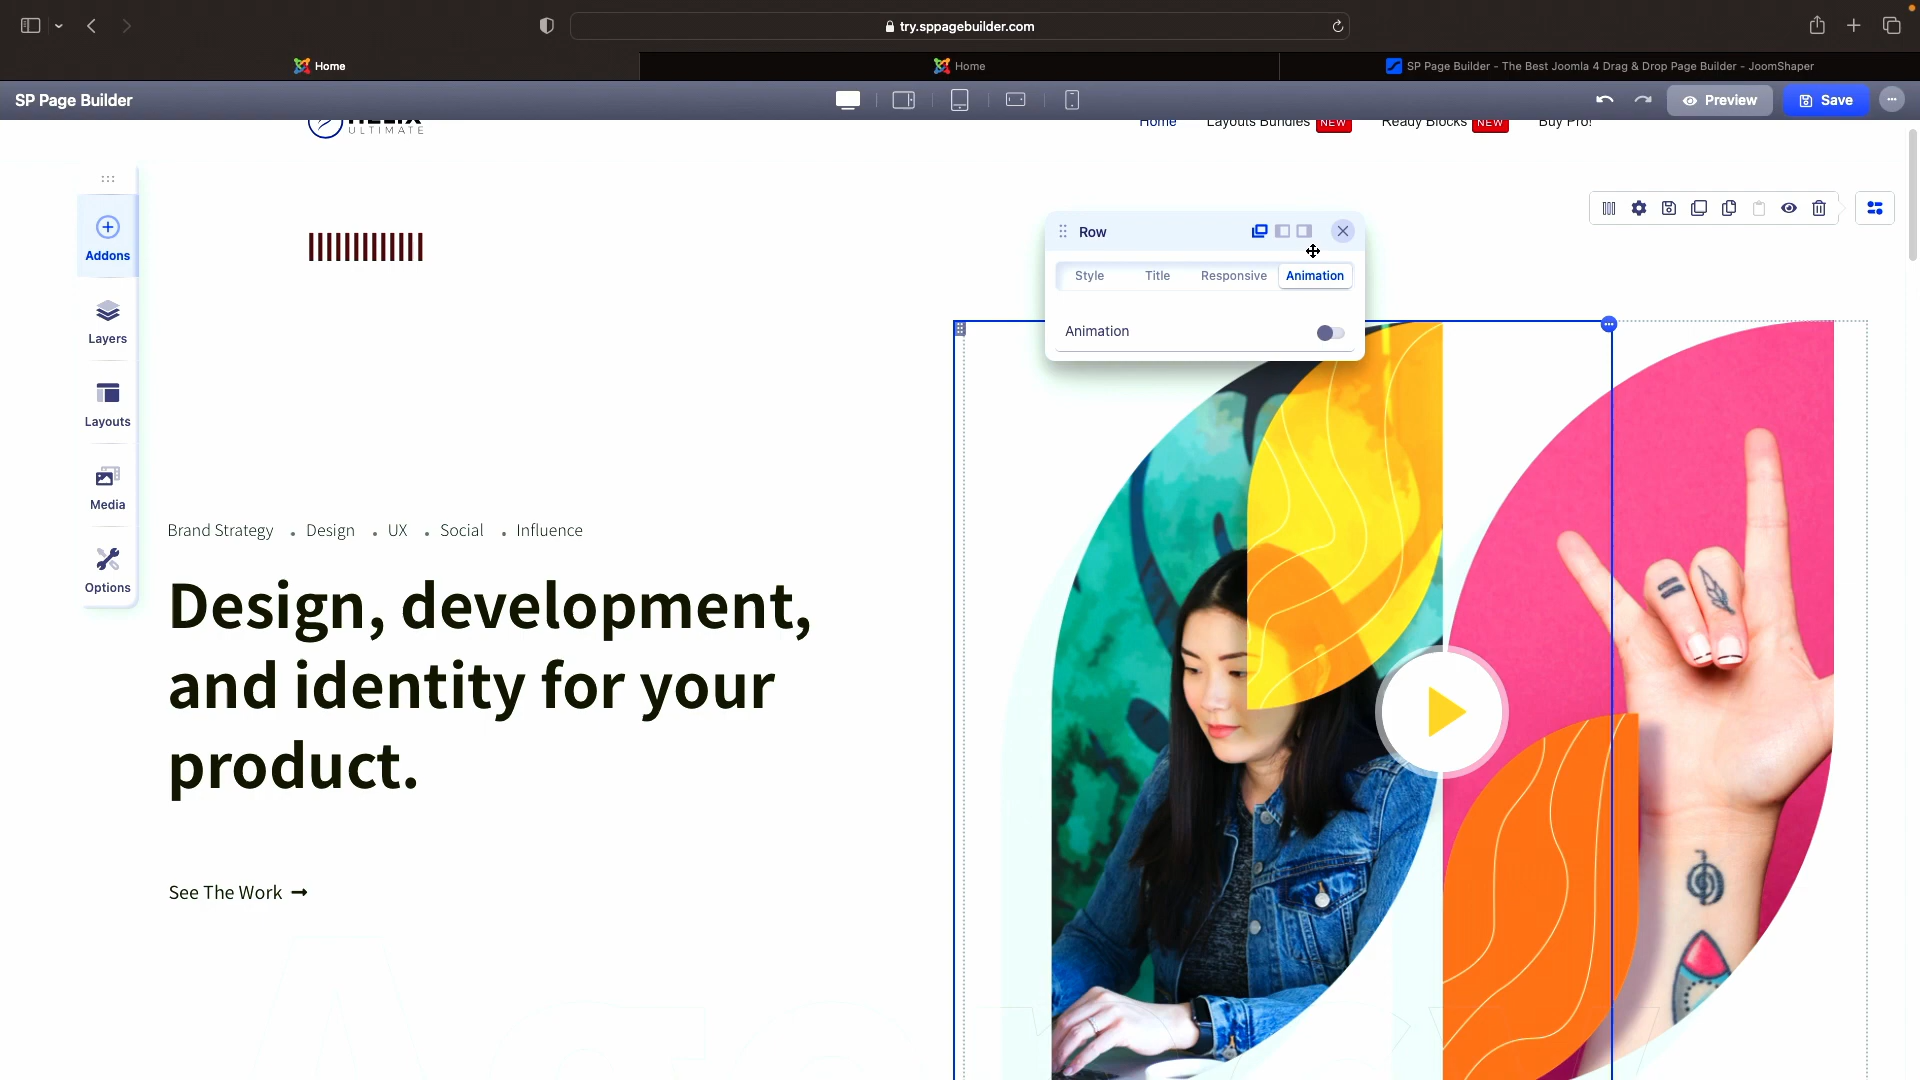 try.sppagebuilder.com
Home
Home
SP Page Builder - The Best Joomla 4 Drag & Drop Page Builder - JoomShaper
SP Page Builder
Preview
Save
HELIX
ULTIMATE
Home
Layouts Bundles NEW
Ready Blocks NEW
Buy Pro!
Addons
Layers
Layouts
Media
Options
Row
Style
Title
Responsive
Animation
Animation
Brand Strategy . Design . UX . Social . Influence
Design, development,
and identity for your
product.
See The Work →